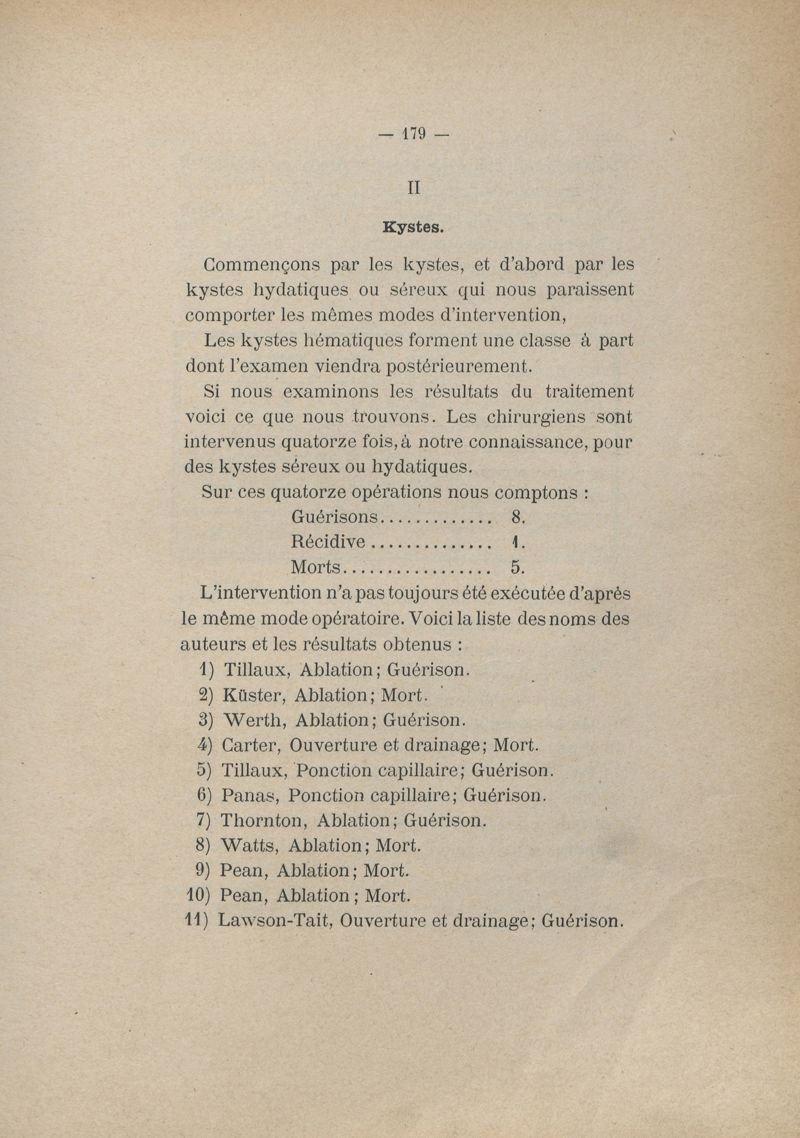 — 179 —
II
Kystes.
Commençons par les kystes, et d'abord par les
kystes hydatiques ou séreux qui nous paraissent
comporter les mêmes modes d'intervention,
Les kystes hématiques forment une classe à part
dont l'examen viendra postérieurement.
Si nous examinons les résultats du traitement
voici ce que nous trouvons. Les chirurgiens sont
intervenus quatorze fois, à notre connaissance, pour
des kystes séreux ou hydatiques.
Sur ces quatorze opérations nous comptons :
Guérisons............. 8.
Récidive.............. 1.
Morts................. 5.
L'intervention n'a pas toujours été exécutée d'après
le même mode opératoire. Voici la liste des noms des
auteurs et les résultats obtenus :
1) Tillaux, Ablation; Guérison.
2) Küster, Ablation; Mort.
3) Werth, Ablation; Guérison.
4) Carter, Ouverture et drainage; Mort.
5) Tillaux, Ponction capillaire; Guérison.
6) Panas, Ponction capillaire; Guérison.
7) Thornton, Ablation; Guérison.
8) Watts, Ablation; Mort.
9) Pean, Ablation; Mort.
10) Pean, Ablation; Mort.
11) Lawson-Tait, Ouverture et drainage; Guérison.